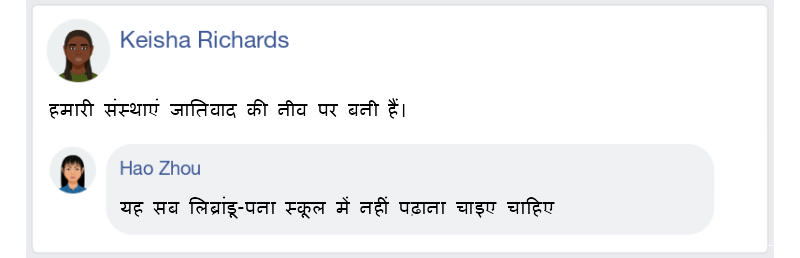 Keisha Richards
हमारी संस्थाएं जातिवाद की नीव पर बनी हैं।
Hao Zhou
यह सब लिब्रांडू-पना स्कूल में नहीं पढ़ाना चाइए चाहिए